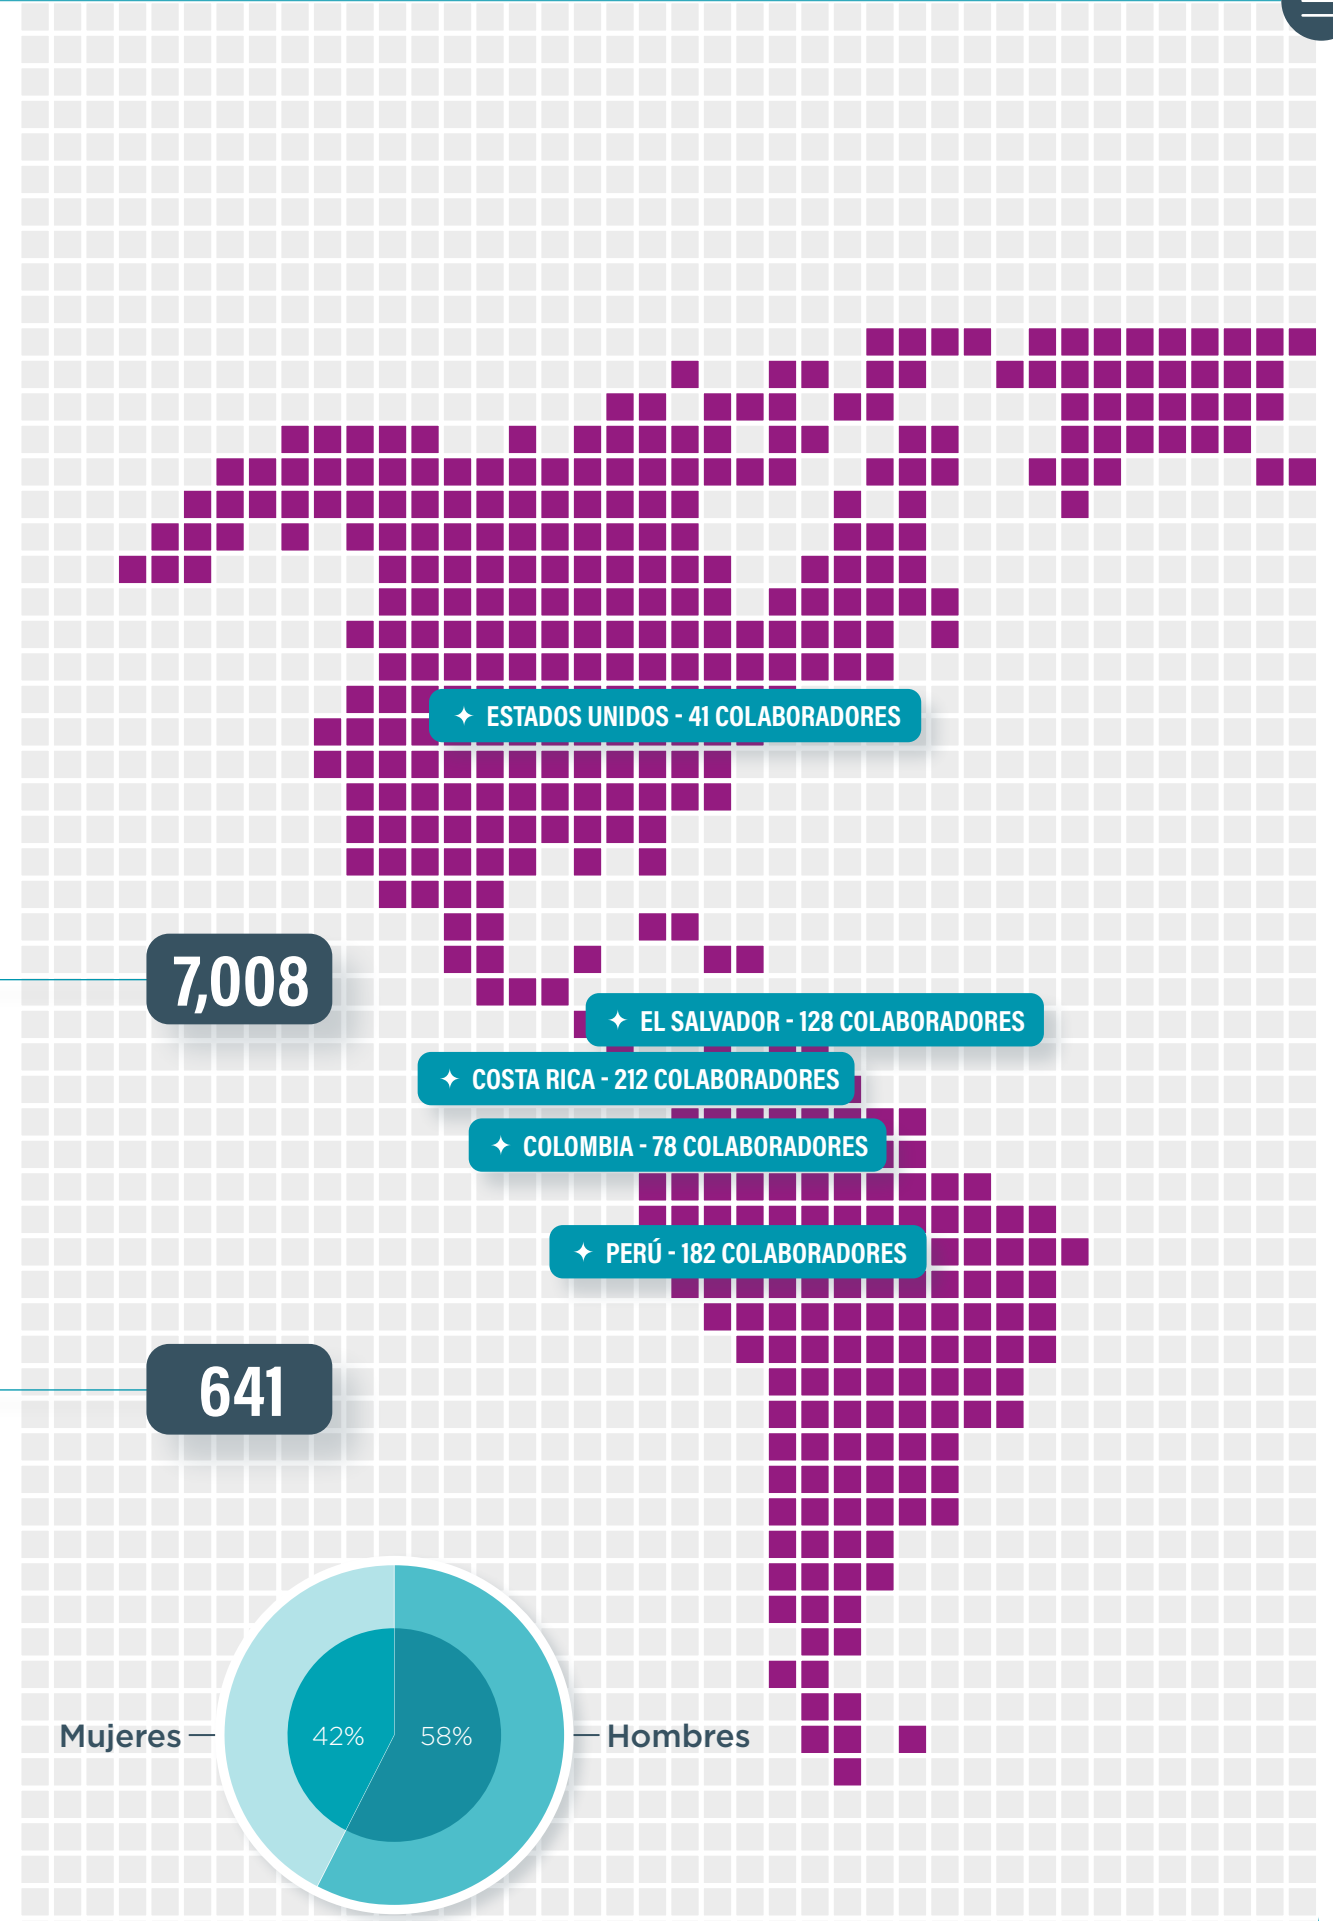 ✦ ESTADOS UNIDOS - 41 COLABORADORES
7,008
✦ EL SALVADOR - 128 COLABORADORES
✦ COSTA RICA - 212 COLABORADORES
✦ COLOMBIA - 78 COLABORADORES
✦ PERÚ - 182 COLABORADORES
641
Mujeres
42%
58%
Hombres